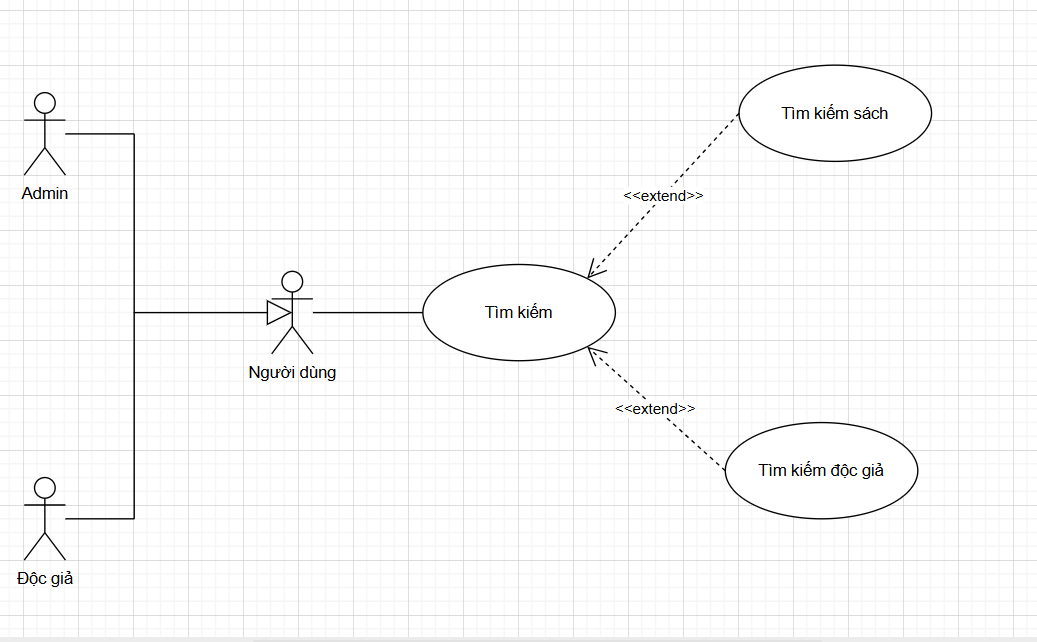 Tìm kiếm sách
Admin
<<extend>>
Tìm kiếm
Người dùng
<<extend>>
Tìm kiếm độc giả
Độc giả